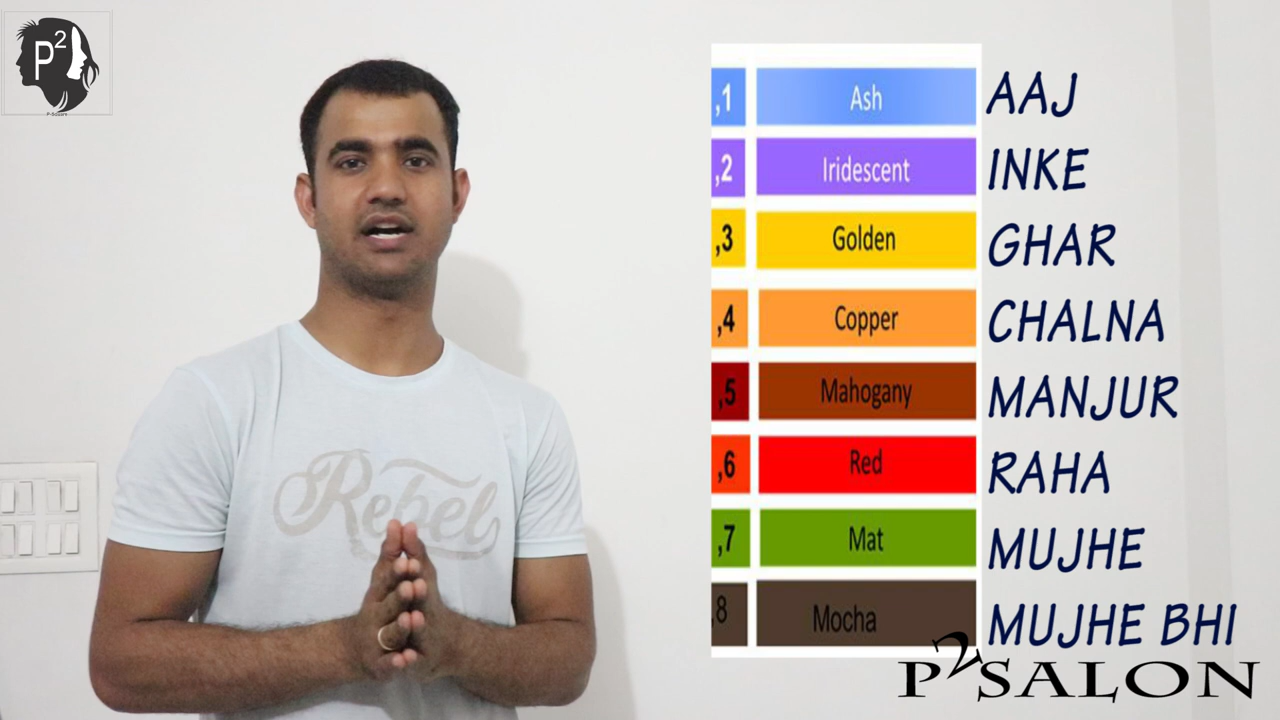 P2
P-Square
Rebel
,1 Ash AAJ
,2 Iridescent INKE
,3 Golden GHAR
,4 Copper CHALNA
,5 Mahogany MANJUR
,6 Red RAHA
,7 Mat MUJHE
,8 Mocha MUJHE BHI
P2SALON